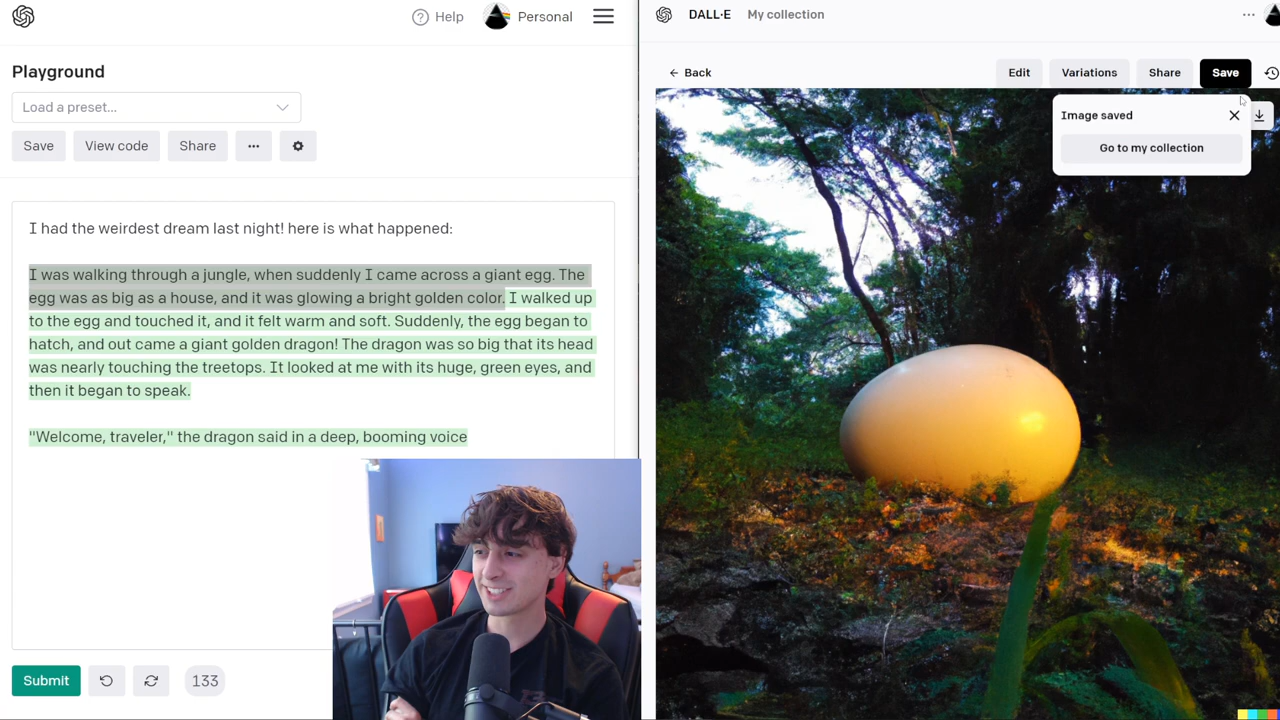 Help
Personal
Playground
Load a preset...
Save
View code
Share
...
I had the weirdest dream last night! here is what happened:
I was walking through a jungle, when suddenly I came across a giant egg. The
egg was as big as a house, and it was glowing a bright golden color. I walked up
to the egg and touched it, and it felt warm and soft. Suddenly, the egg began to
hatch, and out came a giant golden dragon! The dragon was so big that its head
was nearly touching the treetops. It looked at me with its huge, green eyes, and
then it began to speak.
"Welcome, traveler," the dragon said in a deep, booming voice
Submit
133
DALL·E
My collection
...
← Back
Edit
Variations
Share
Save
Image saved
Go to my collection